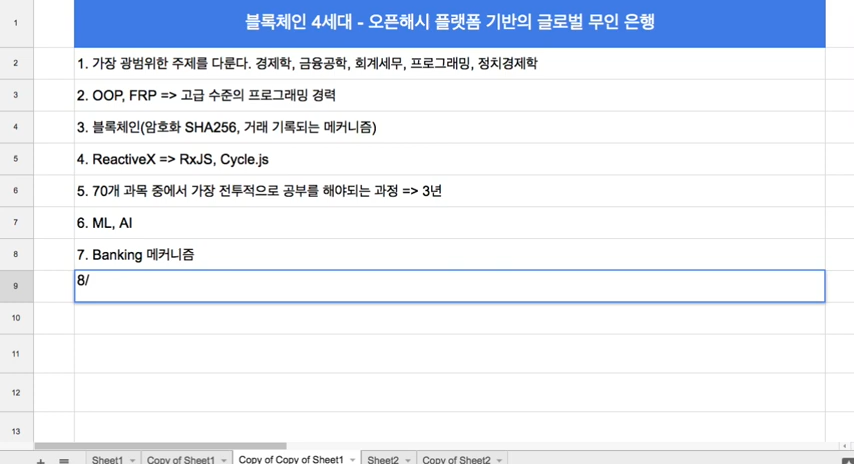 1
블록체인 4세대 - 오픈해시 플랫폼 기반의 글로벌 무인 은행
2
1. 가장 광범위한 주제를 다룬다. 경제학, 금융공학, 회계세무, 프로그래밍, 정치경제학
3
2. OOP, FRP => 고급 수준의 프로그래밍 경력
4
3. 블록체인(암호화 SHA256, 거래 기록되는 메커니즘)
5
4. ReactiveX => RxJS, Cycle.js
6
5. 70개 과목 중에서 가장 전투적으로 공부를 해야되는 과정 => 3년
7
6. ML, AI
8
7. Banking 메커니즘
9
8/
10
11
12
13
Sheet1 Copy of Sheet1 Copy of Copy of Sheet1 Sheet2 Copy of Sheet2